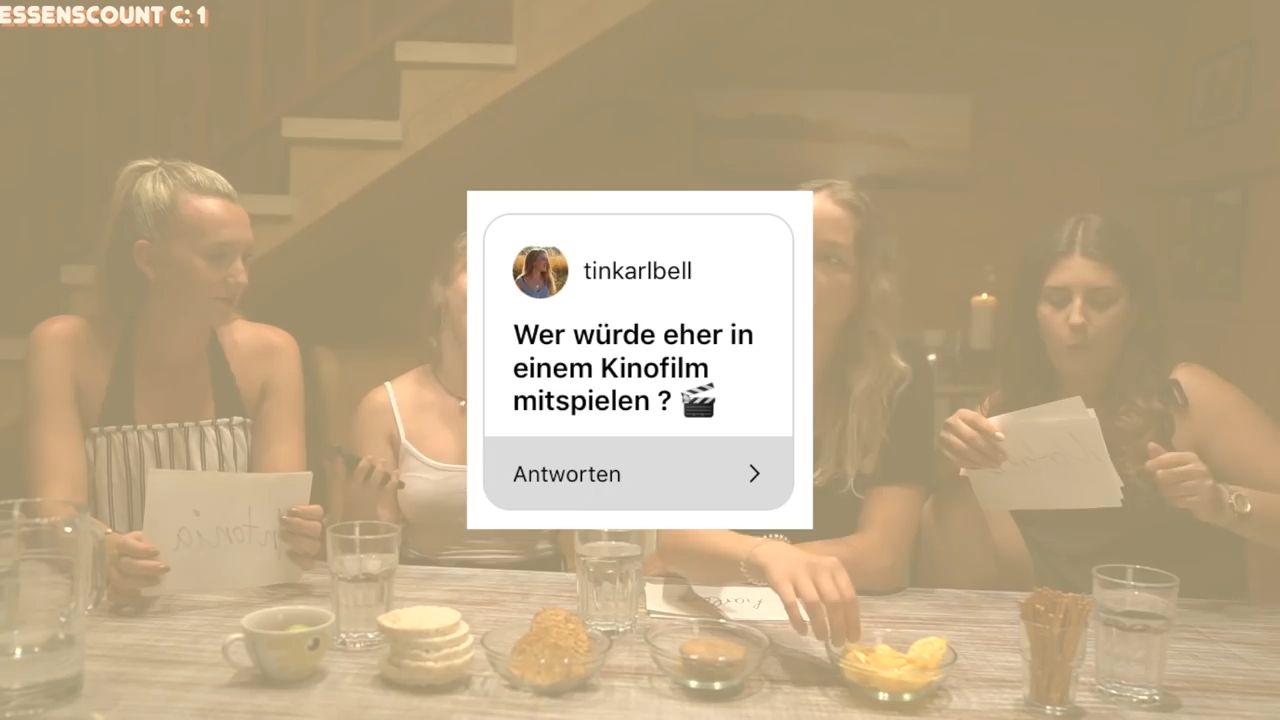 ESSENSCOUNT C: 1
tinkarlbell
Wer würde eher in
einem Kinofilm
mitspielen ? 🎬
Antworten